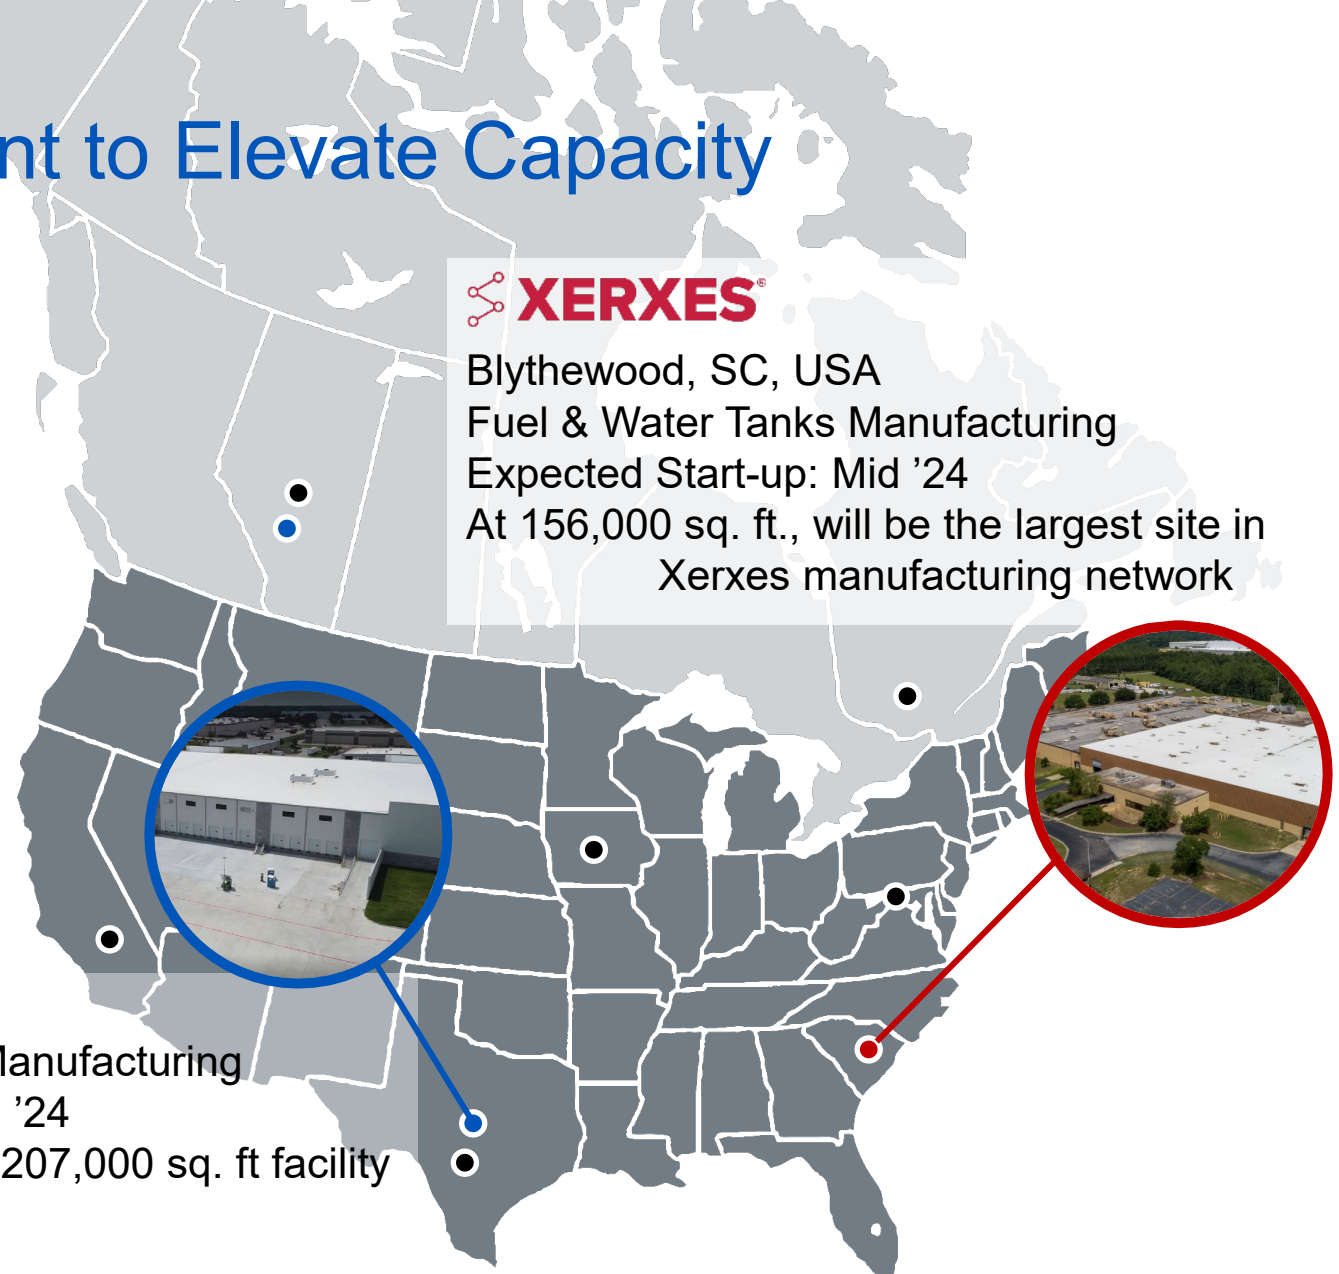 nt to Elevate Capacity
XERXES®
Blythewood, SC, USA
Fuel & Water Tanks Manufacturing
Expected Start-up: Mid ’24
At 156,000 sq. ft., will be the largest site in
Xerxes manufacturing network
Manufacturing
’24
207,000 sq. ft facility